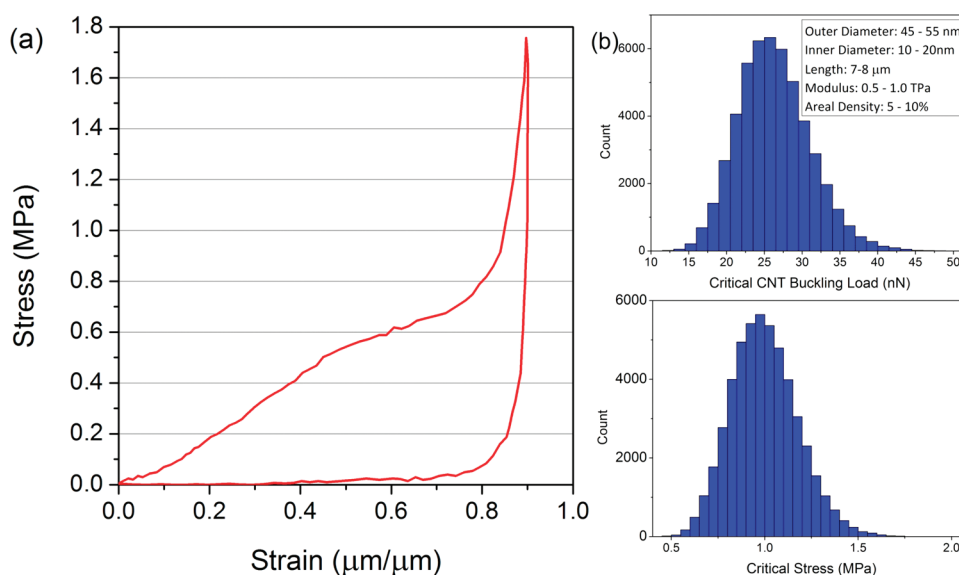 (a)
1.8
1.6
1.4
1.2
1.0
0.8
0.6
0.4
0.2
0.0
Stress (MPa)
0.0 0.2 0.4 0.6 0.8 1.0
Strain (μm/μm)
(b)
6000
4000
2000
0
Count
Outer Diameter: 45 - 55 nm
Inner Diameter: 10 - 20nm
Length: 7-8 μm
Modulus: 0.5 - 1.0 TPa
Areal Density: 5 - 10%
10 15 20 25 30 35 40 45 50
Critical CNT Buckling Load (nN)
6000
4000
2000
0
Count
0.5 1.0 1.5 2.0
Critical Stress (MPa)